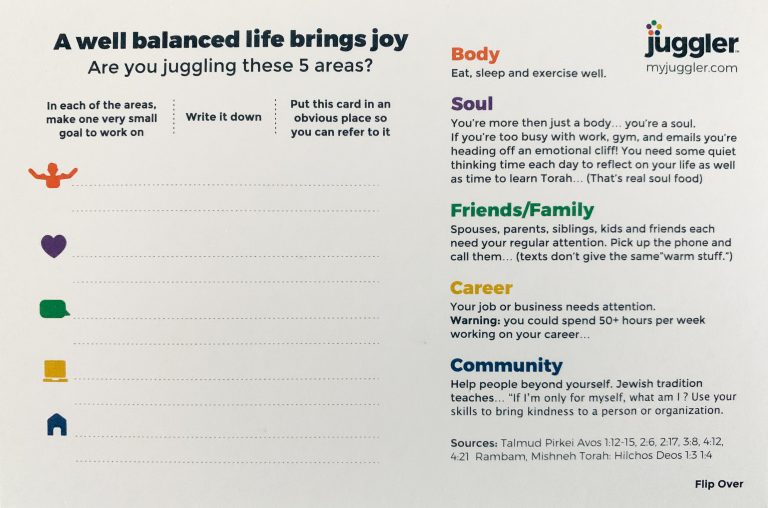 A well balanced life brings joy
Are you juggling these 5 areas?
In each of the areas,
make one very small
goal to work on
Write it down
Put this card in an
obvious place so
you can refer to it
juggler
myjuggler.com
Body
Eat, sleep and exercise well.
Soul
You're more then just a body... you're a soul.
If you're too busy with work, gym, and emails you're
heading off an emotional cliff! You need some quiet
thinking time each day to reflect on your life as well
as time to learn Torah... (That's real soul food)
Friends/Family
Spouses, parents, siblings, kids and friends each
need your regular attention. Pick up the phone and
call them... (texts don't give the same"warm stuff.")
Career
Your job or business needs attention.
Warning: you could spend 50+ hours per week
working on your career...
Community
Help people beyond yourself. Jewish tradition
teaches... "If I'm only for myself, what am I ? Use your
skills to bring kindness to a person or organization.
Sources: Talmud Pirkei Avos 1:12-15, 2:6, 2:17, 3:8, 4:12,
4:21 Rambam, Mishneh Torah: Hilchos Deos 1:3 1:4
Flip Over